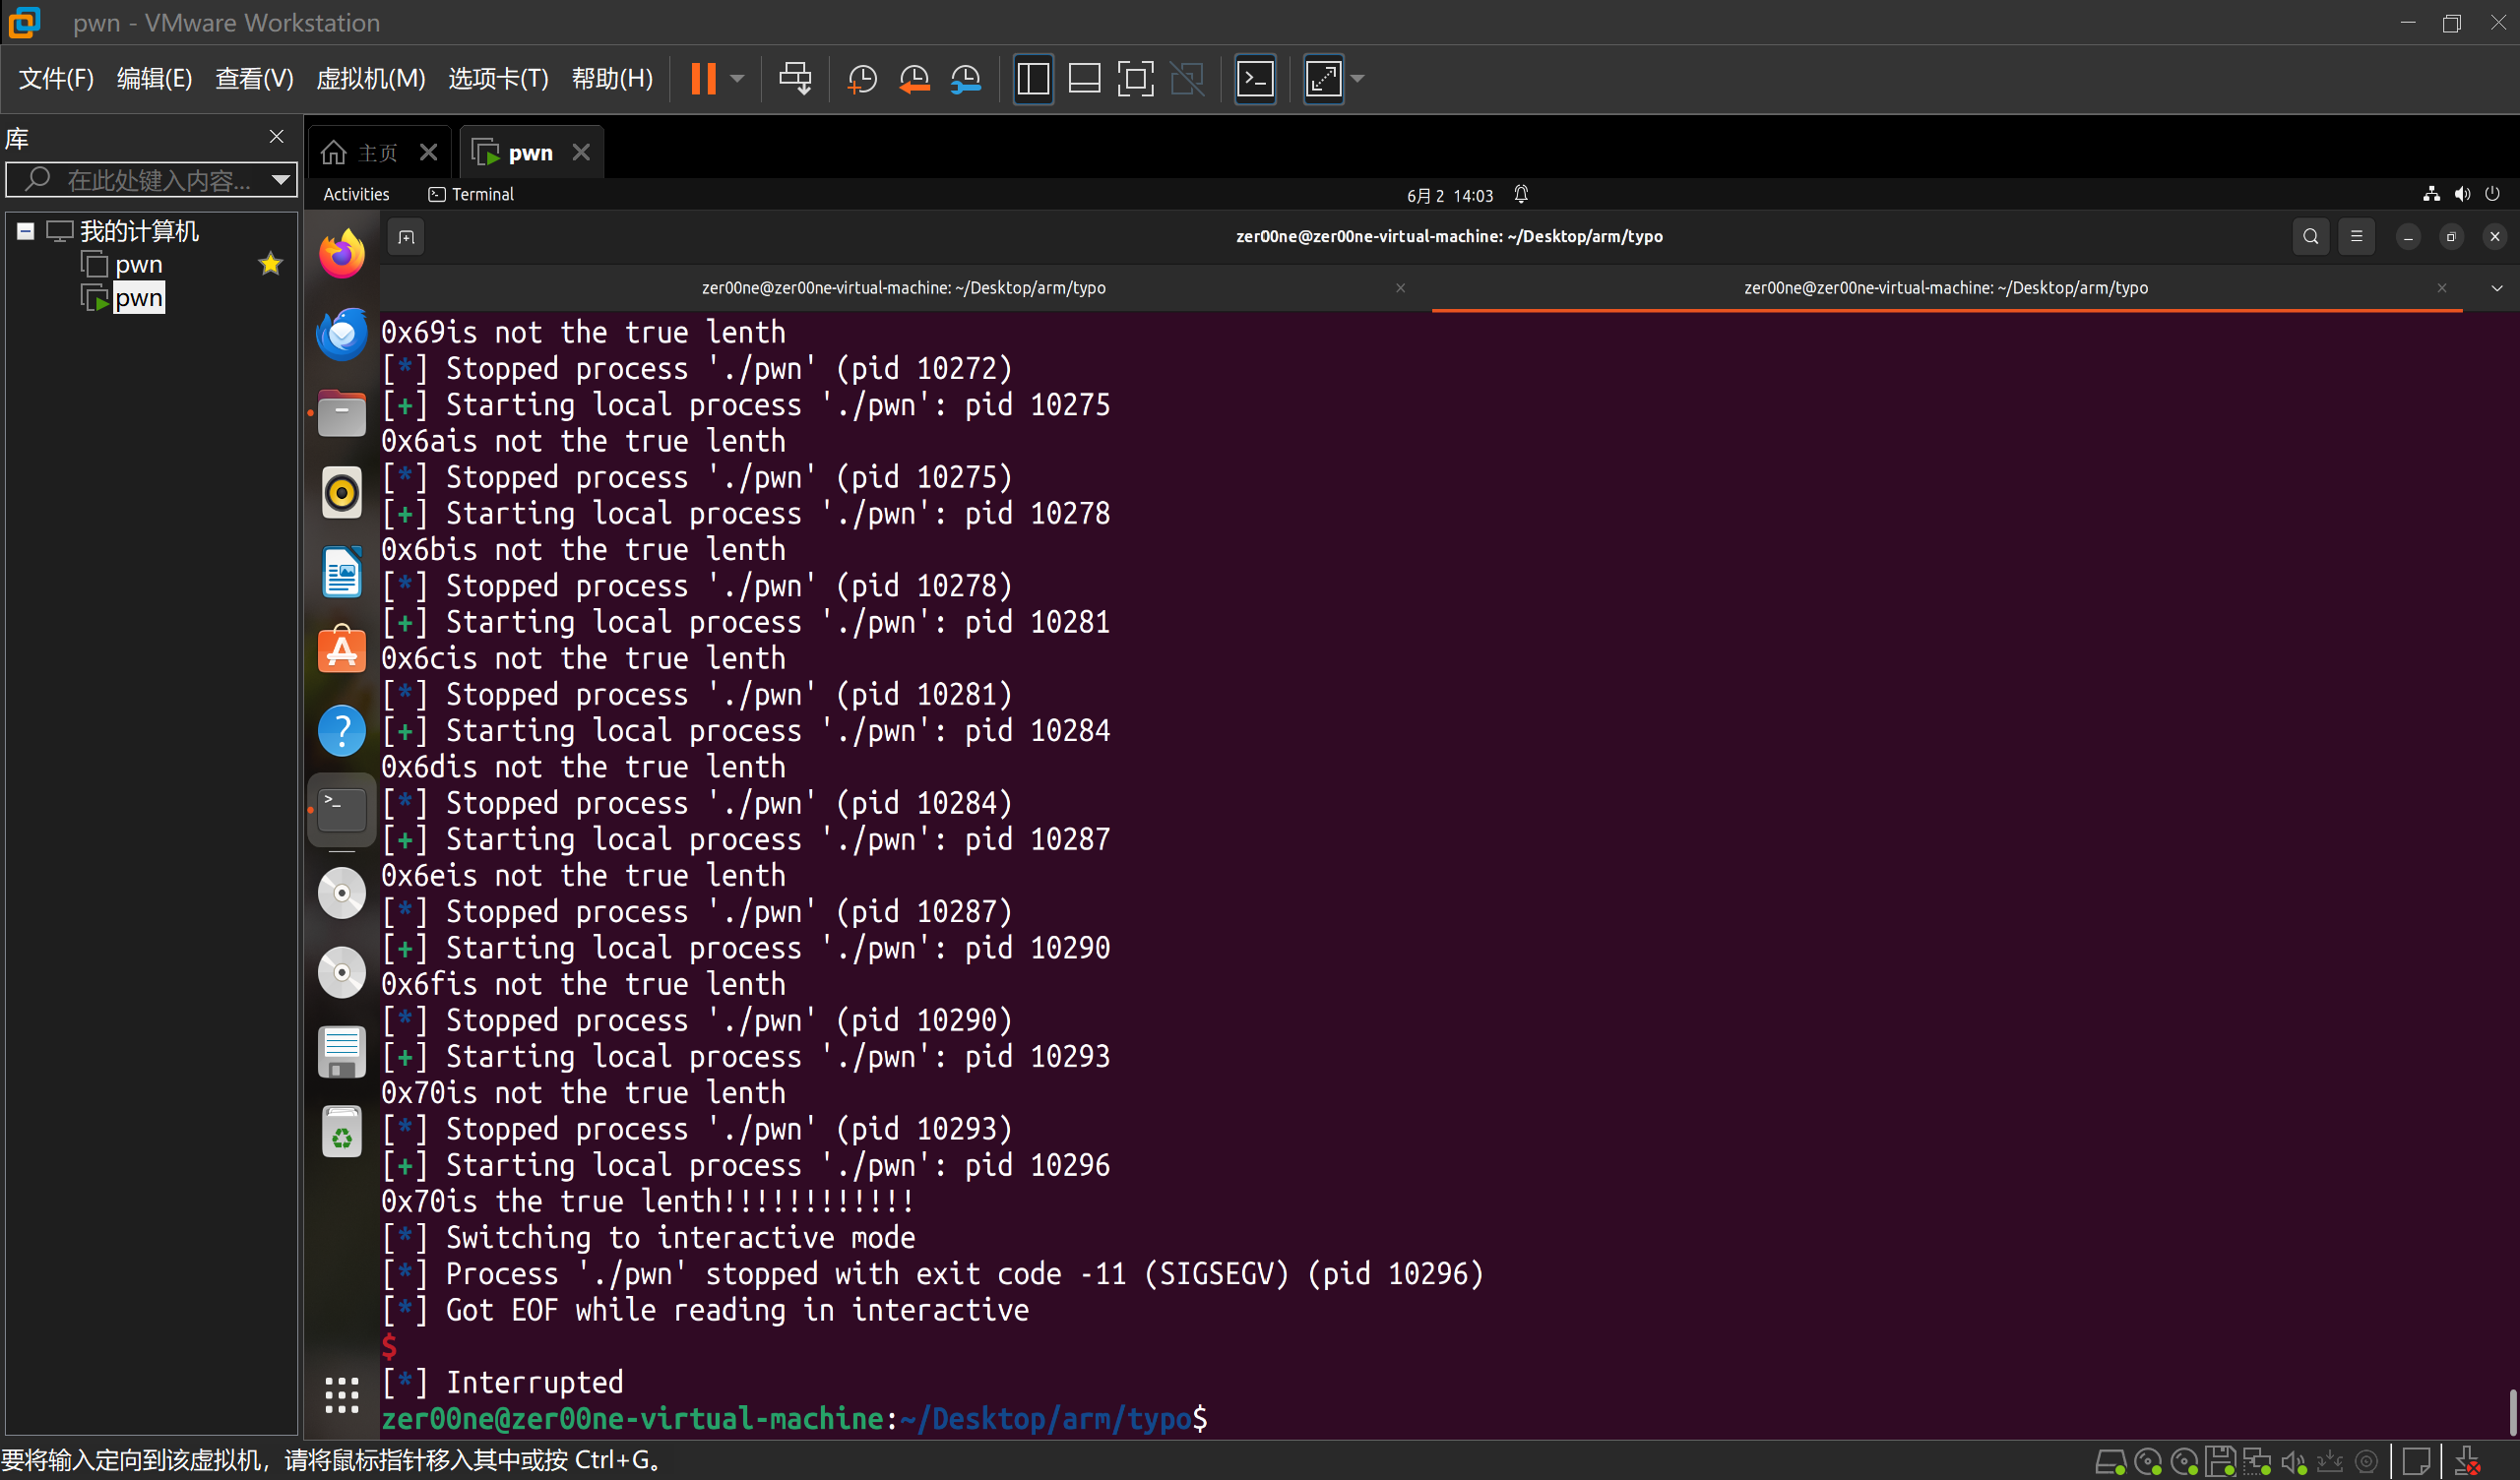 pwn - VMware Workstation
文件(F) 编辑(E) 查看(V) 虚拟机(M) 选项卡(T) 帮助(H)
库
在此处键入内容...
我的计算机
pwn
pwn
主页
pwn
Activities
Terminal
6月 2 14:03
zer00ne@zer00ne-virtual-machine: ~/Desktop/arm/typo
zer00ne@zer00ne-virtual-machine: ~/Desktop/arm/typo
zer00ne@zer00ne-virtual-machine: ~/Desktop/arm/typo
0x69is not the true lenth
[*] Stopped process './pwn' (pid 10272)
[+] Starting local process './pwn': pid 10275
0x6ais not the true lenth
[*] Stopped process './pwn' (pid 10275)
[+] Starting local process './pwn': pid 10278
0x6bis not the true lenth
[*] Stopped process './pwn' (pid 10278)
[+] Starting local process './pwn': pid 10281
0x6cis not the true lenth
[*] Stopped process './pwn' (pid 10281)
[+] Starting local process './pwn': pid 10284
0x6dis not the true lenth
[*] Stopped process './pwn' (pid 10284)
[+] Starting local process './pwn': pid 10287
0x6eis not the true lenth
[*] Stopped process './pwn' (pid 10287)
[+] Starting local process './pwn': pid 10290
0x6fis not the true lenth
[*] Stopped process './pwn' (pid 10290)
[+] Starting local process './pwn': pid 10293
0x70is not the true lenth
[*] Stopped process './pwn' (pid 10293)
[+] Starting local process './pwn': pid 10296
0x70is the true lenth!!!!!!!!!!!!
[*] Switching to interactive mode
[*] Process './pwn' stopped with exit code -11 (SIGSEGV) (pid 10296)
[*] Got EOF while reading in interactive
$
[*] Interrupted
zer00ne@zer00ne-virtual-machine:~/Desktop/arm/typo$
要将输入定向到该虚拟机，请将鼠标指针移入其中或按 Ctrl+G。